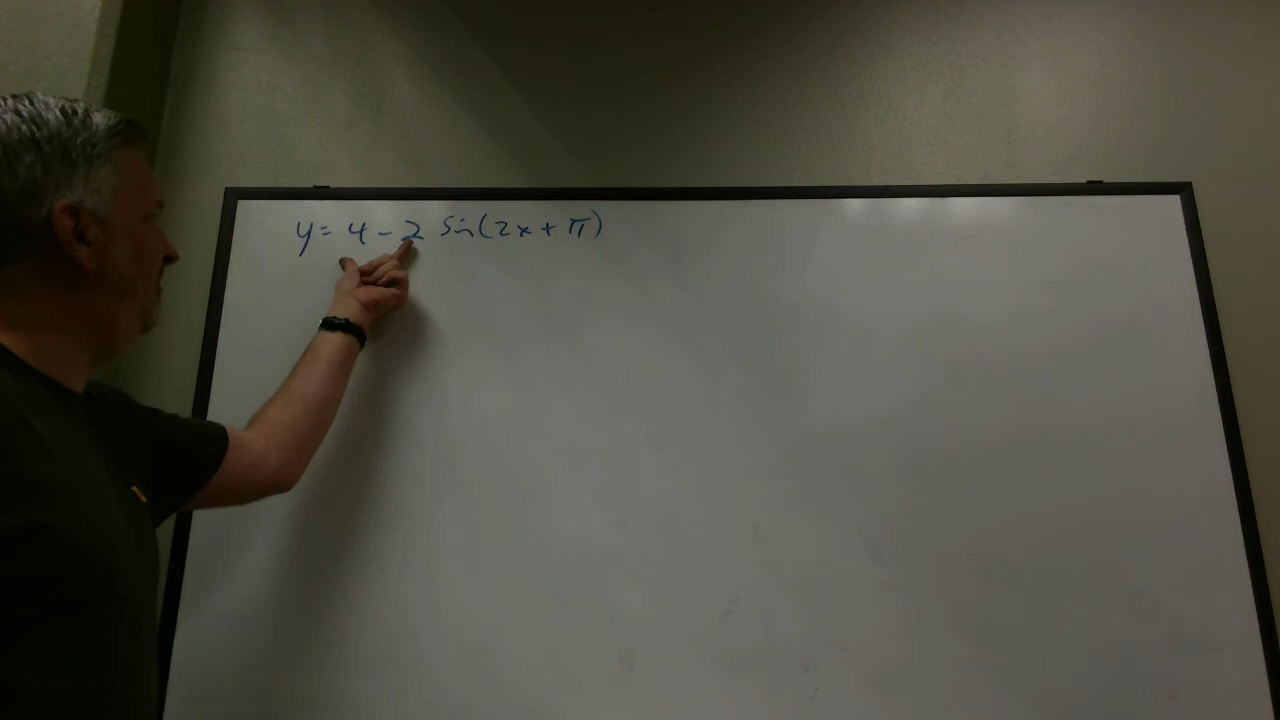 y = 4 - 2 sin(2x + π)